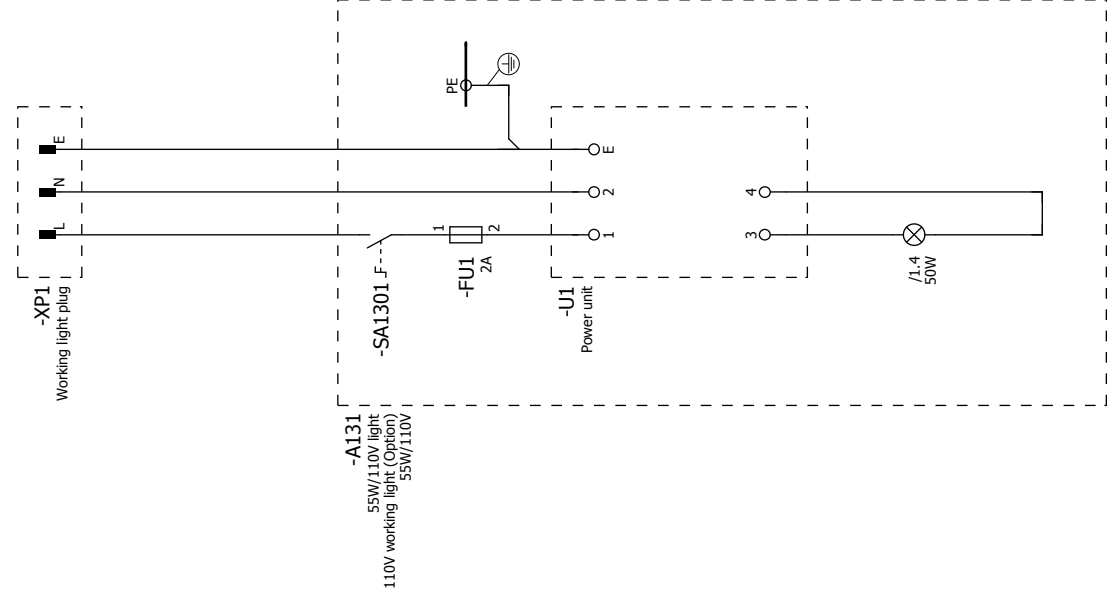 -XP1
Working light plug
E
N
L
-A131
55W/110V light
110V working light (Option)
55W/110V
-SA1301
-FU1
2A
1
2
PE
-U1
Power unit
E
2
1
4
3
/1.4
50W